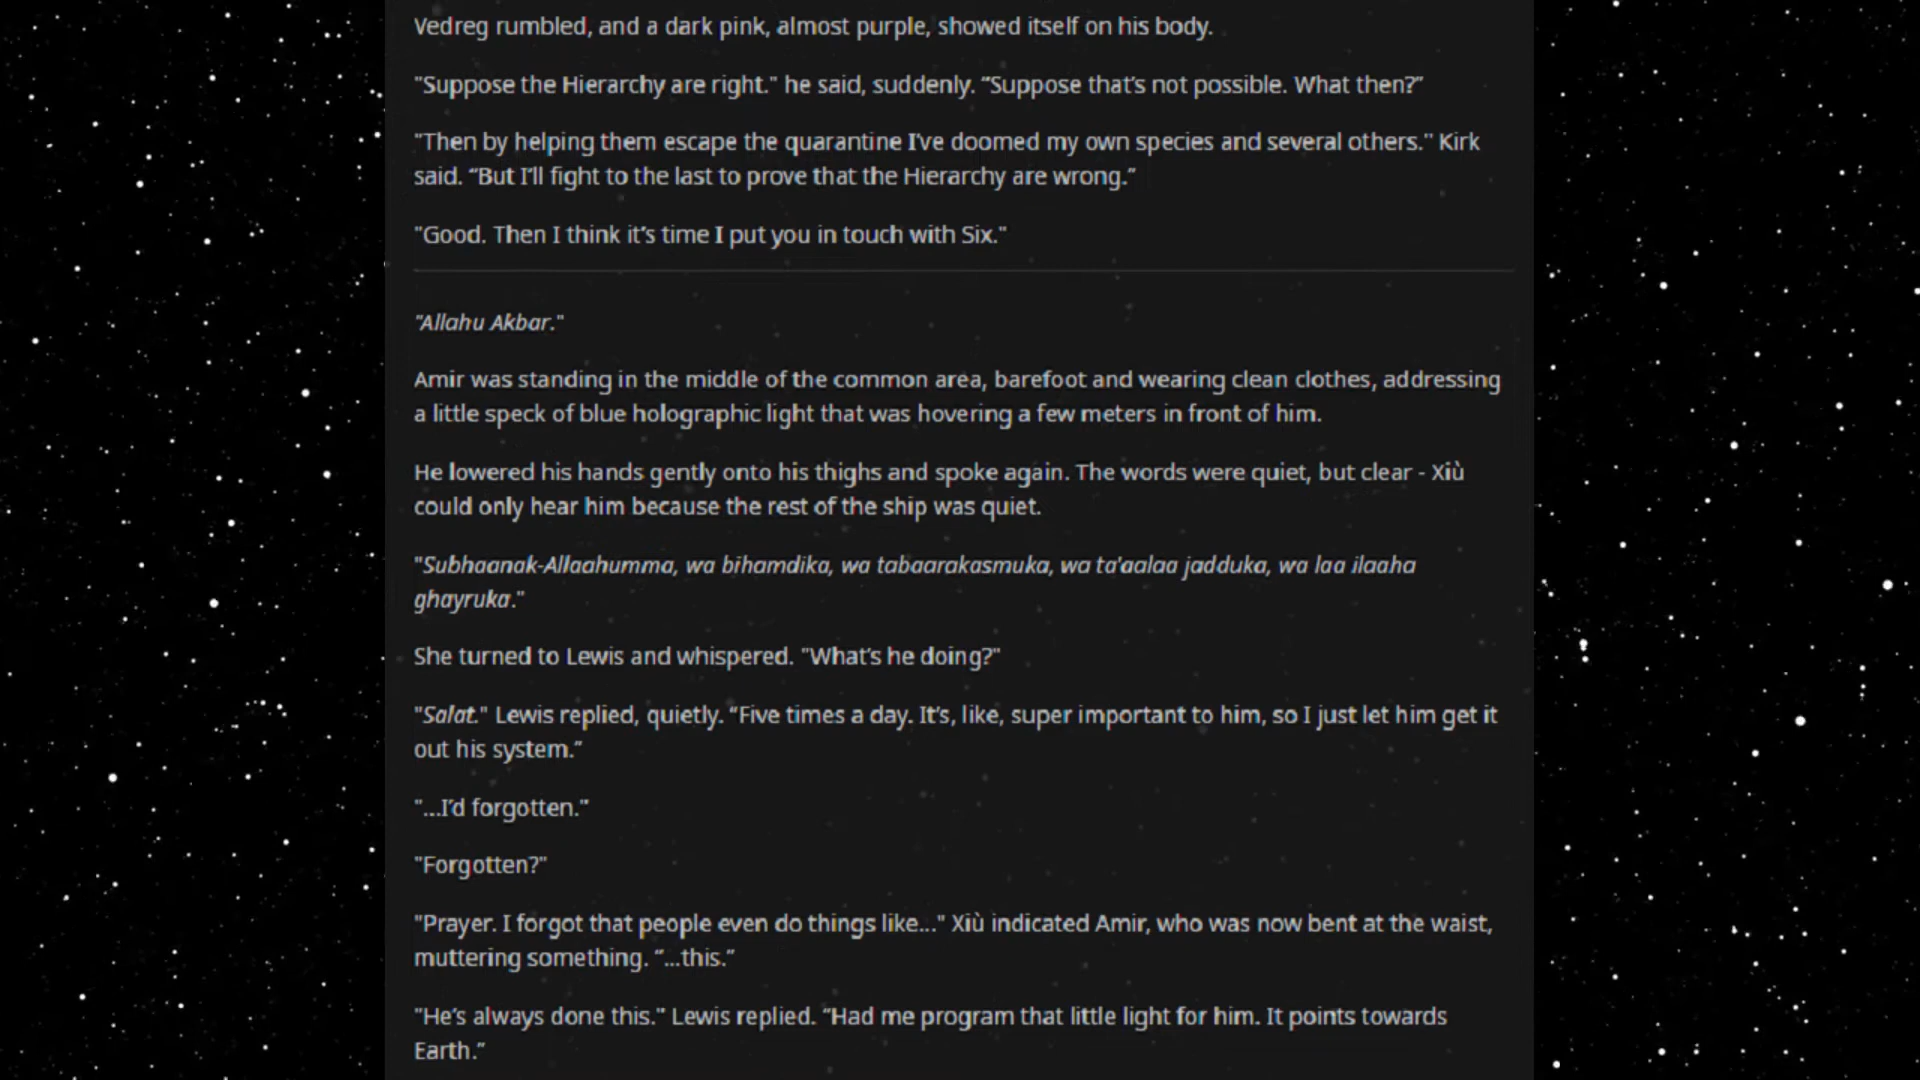 Vedreg rumbled, and a dark pink, almost purple, showed itself on his body.
"Suppose the Hierarchy are right." he said, suddenly. “Suppose that’s not possible. What then?”
"Then by helping them escape the quarantine I’ve doomed my own species and several others." Kirk
said. “But I’ll fight to the last to prove that the Hierarchy are wrong.”
"Good. Then I think it’s time I put you in touch with Six."
"Allahu Akbar."
Amir was standing in the middle of the common area, barefoot and wearing clean clothes, addressing
a little speck of blue holographic light that was hovering a few meters in front of him.
He lowered his hands gently onto his thighs and spoke again. The words were quiet, but clear - Xiù
could only hear him because the rest of the ship was quiet.
"Subhaanak-Allaahumma, wa bihamdika, wa tabaarakasmuka, wa ta'aalaa jadduka, wa laa ilaaha
ghayruka."
She turned to Lewis and whispered. "What’s he doing?"
"Salat." Lewis replied, quietly. “Five times a day. It’s, like, super important to him, so I just let him get it
out his system.”
"...I’d forgotten."
"Forgotten?"
"Prayer. I forgot that people even do things like..." Xiù indicated Amir, who was now bent at the waist,
muttering something. “...this.”
"He’s always done this." Lewis replied. “Had me program that little light for him. It points towards
Earth.”